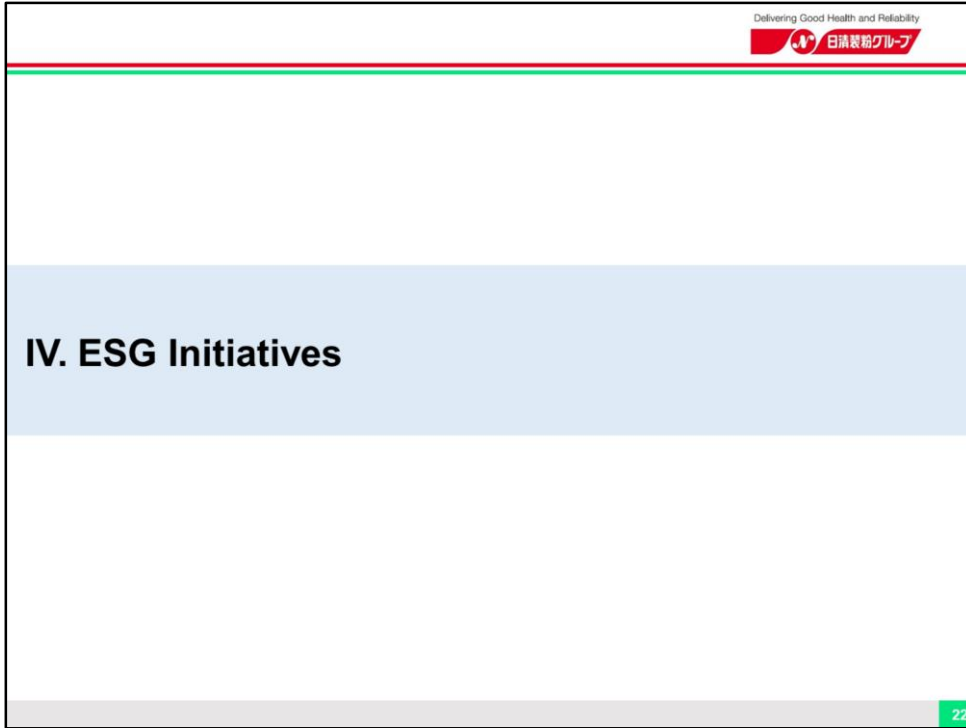 Delivering Good Health and Reliability
日清製粉グループ
IV. ESG Initiatives
22